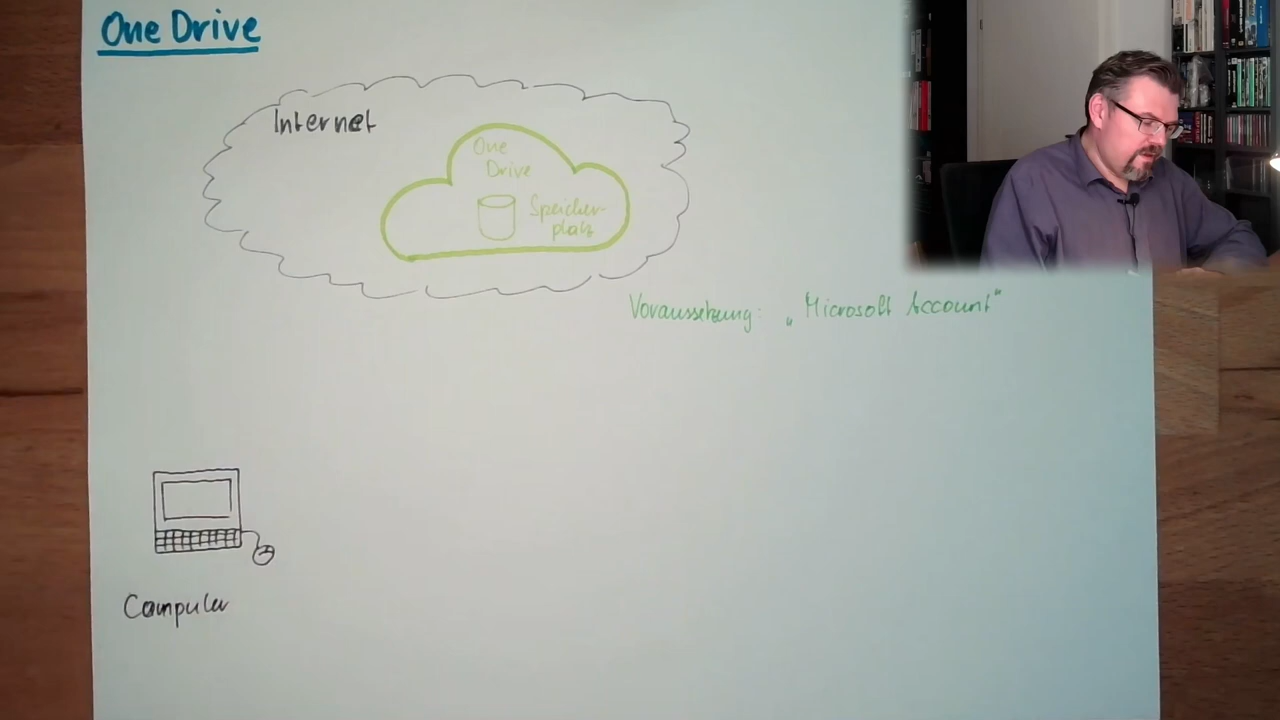 One Drive
Internet
One
Drive
Speicher-
platz
Voraussetzung: „Microsoft Account"
Computer